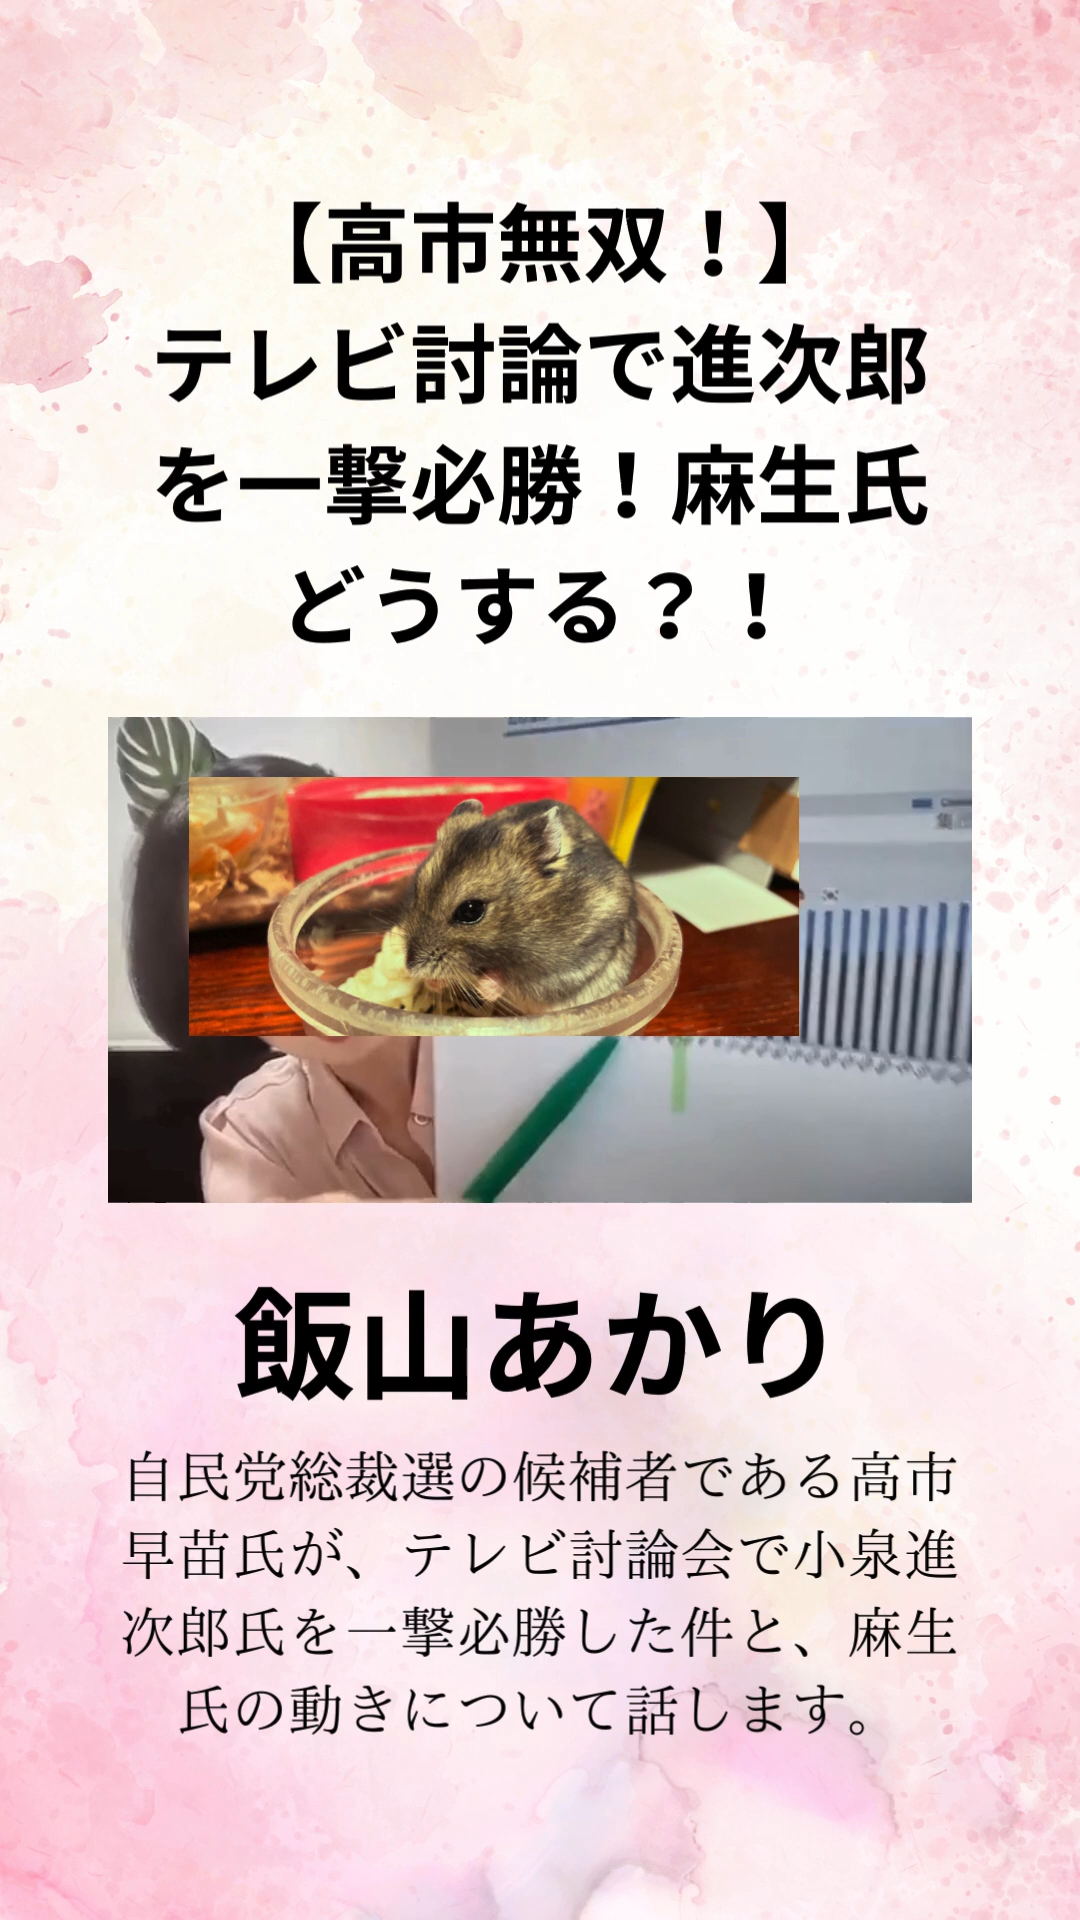 【高市無双！】
テレビ討論で進次郎
を一撃必勝！麻生氏
どうする？！
飯山あかり
自民党総裁選の候補者である高市
早苗氏が、テレビ討論会で小泉進
次郎氏を一撃必勝した件と、麻生
氏の動きについて話します。